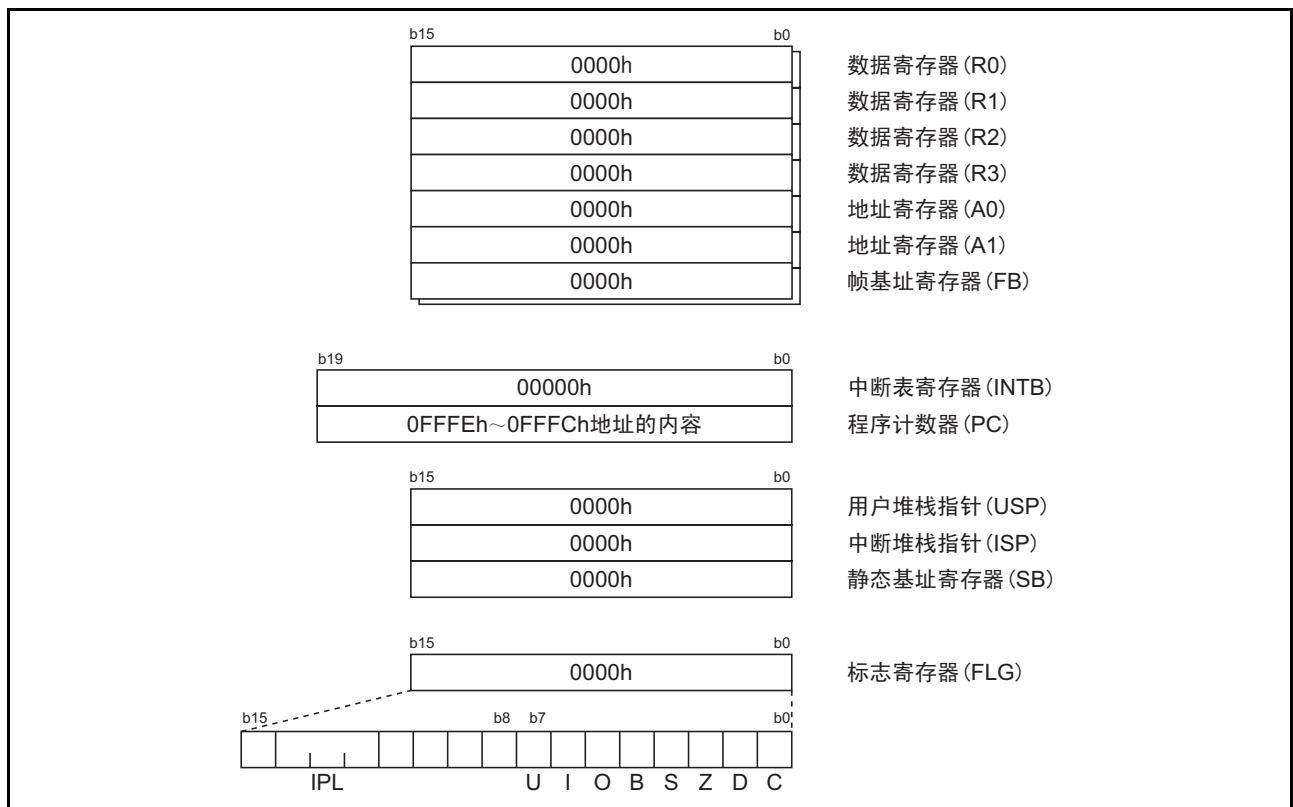 b15 b0
0000h 数据寄存器(R0)
0000h 数据寄存器(R1)
0000h 数据寄存器(R2)
0000h 数据寄存器(R3)
0000h 地址寄存器(A0)
0000h 地址寄存器(A1)
0000h 帧基址寄存器(FB)
b19 b0
00000h 中断表寄存器(INTB)
0FFFEh～0FFFCh地址的内容 程序计数器(PC)
b15 b0
0000h 用户堆栈指针(USP)
0000h 中断堆栈指针(ISP)
0000h 静态基址寄存器(SB)
b15 b0
0000h 标志寄存器(FLG)
b15 b8 b7 b0
IPL U I O B S Z D C